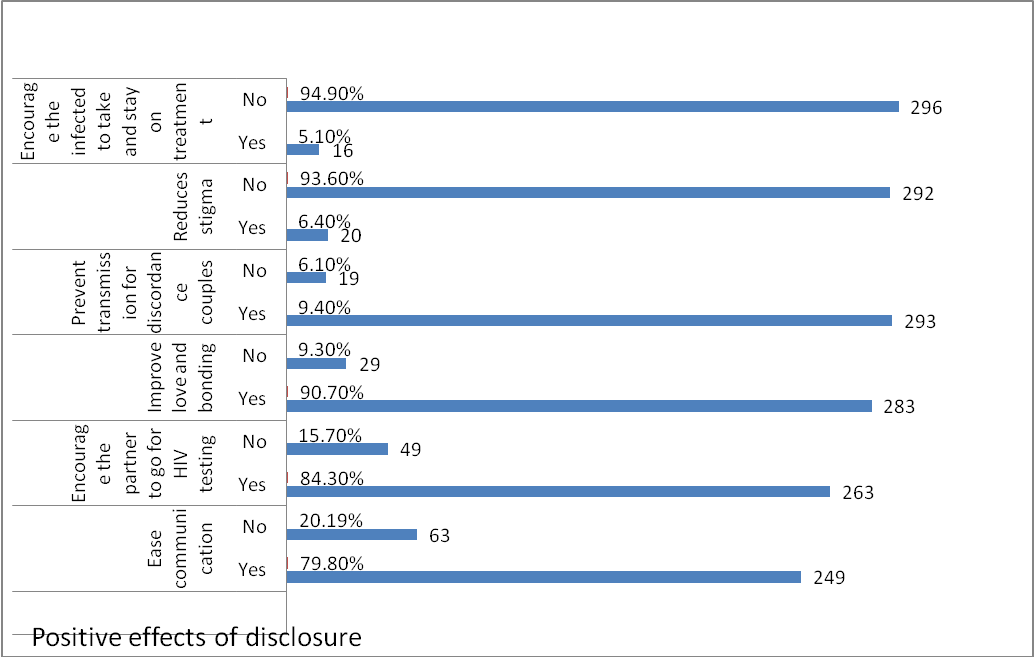 Encourag
e the
infected
to take
and stay
on
treatmen
t
No
94.90%
296
Yes
5.10%
16
Reduces
stigma
No
93.60%
292
Yes
6.40%
20
Prevent
transmiss
ion for
discordan
ce
couples
No
6.10%
19
Yes
9.40%
293
Improve
love and
bonding
No
9.30%
29
Yes
90.70%
283
Encourag
e the
partner
to go for
HIV
testing
No
15.70%
49
Yes
84.30%
263
Ease
communi
cation
No
20.19%
63
Yes
79.80%
249
Positive effects of disclosure